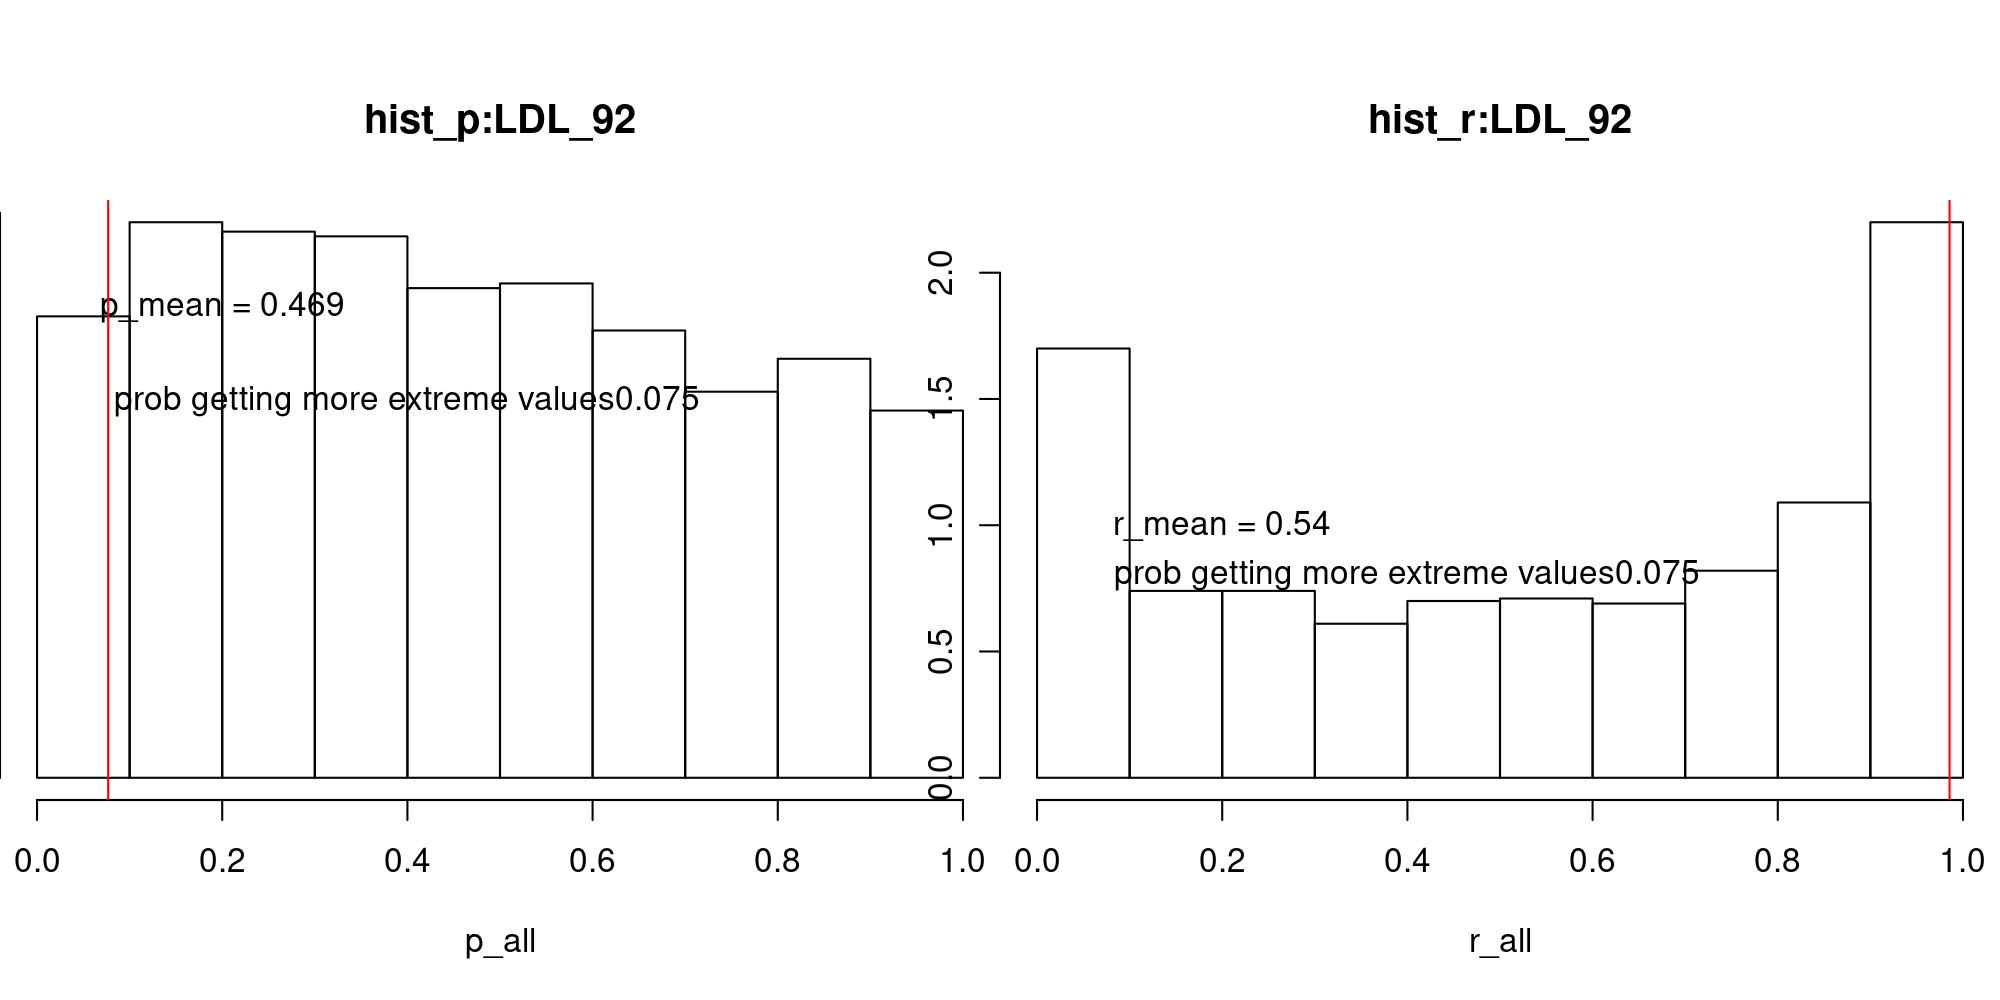 hist_p:LDL_92
p_mean = 0.469
prob getting more extreme values0.075
0.0 0.2 0.4 0.6 0.8 1.0
p_all
hist_r:LDL_92
2.0
1.5
1.0
0.5
0.0
r_mean = 0.54
prob getting more extreme values0.075
0.0 0.2 0.4 0.6 0.8 1.0
r_all